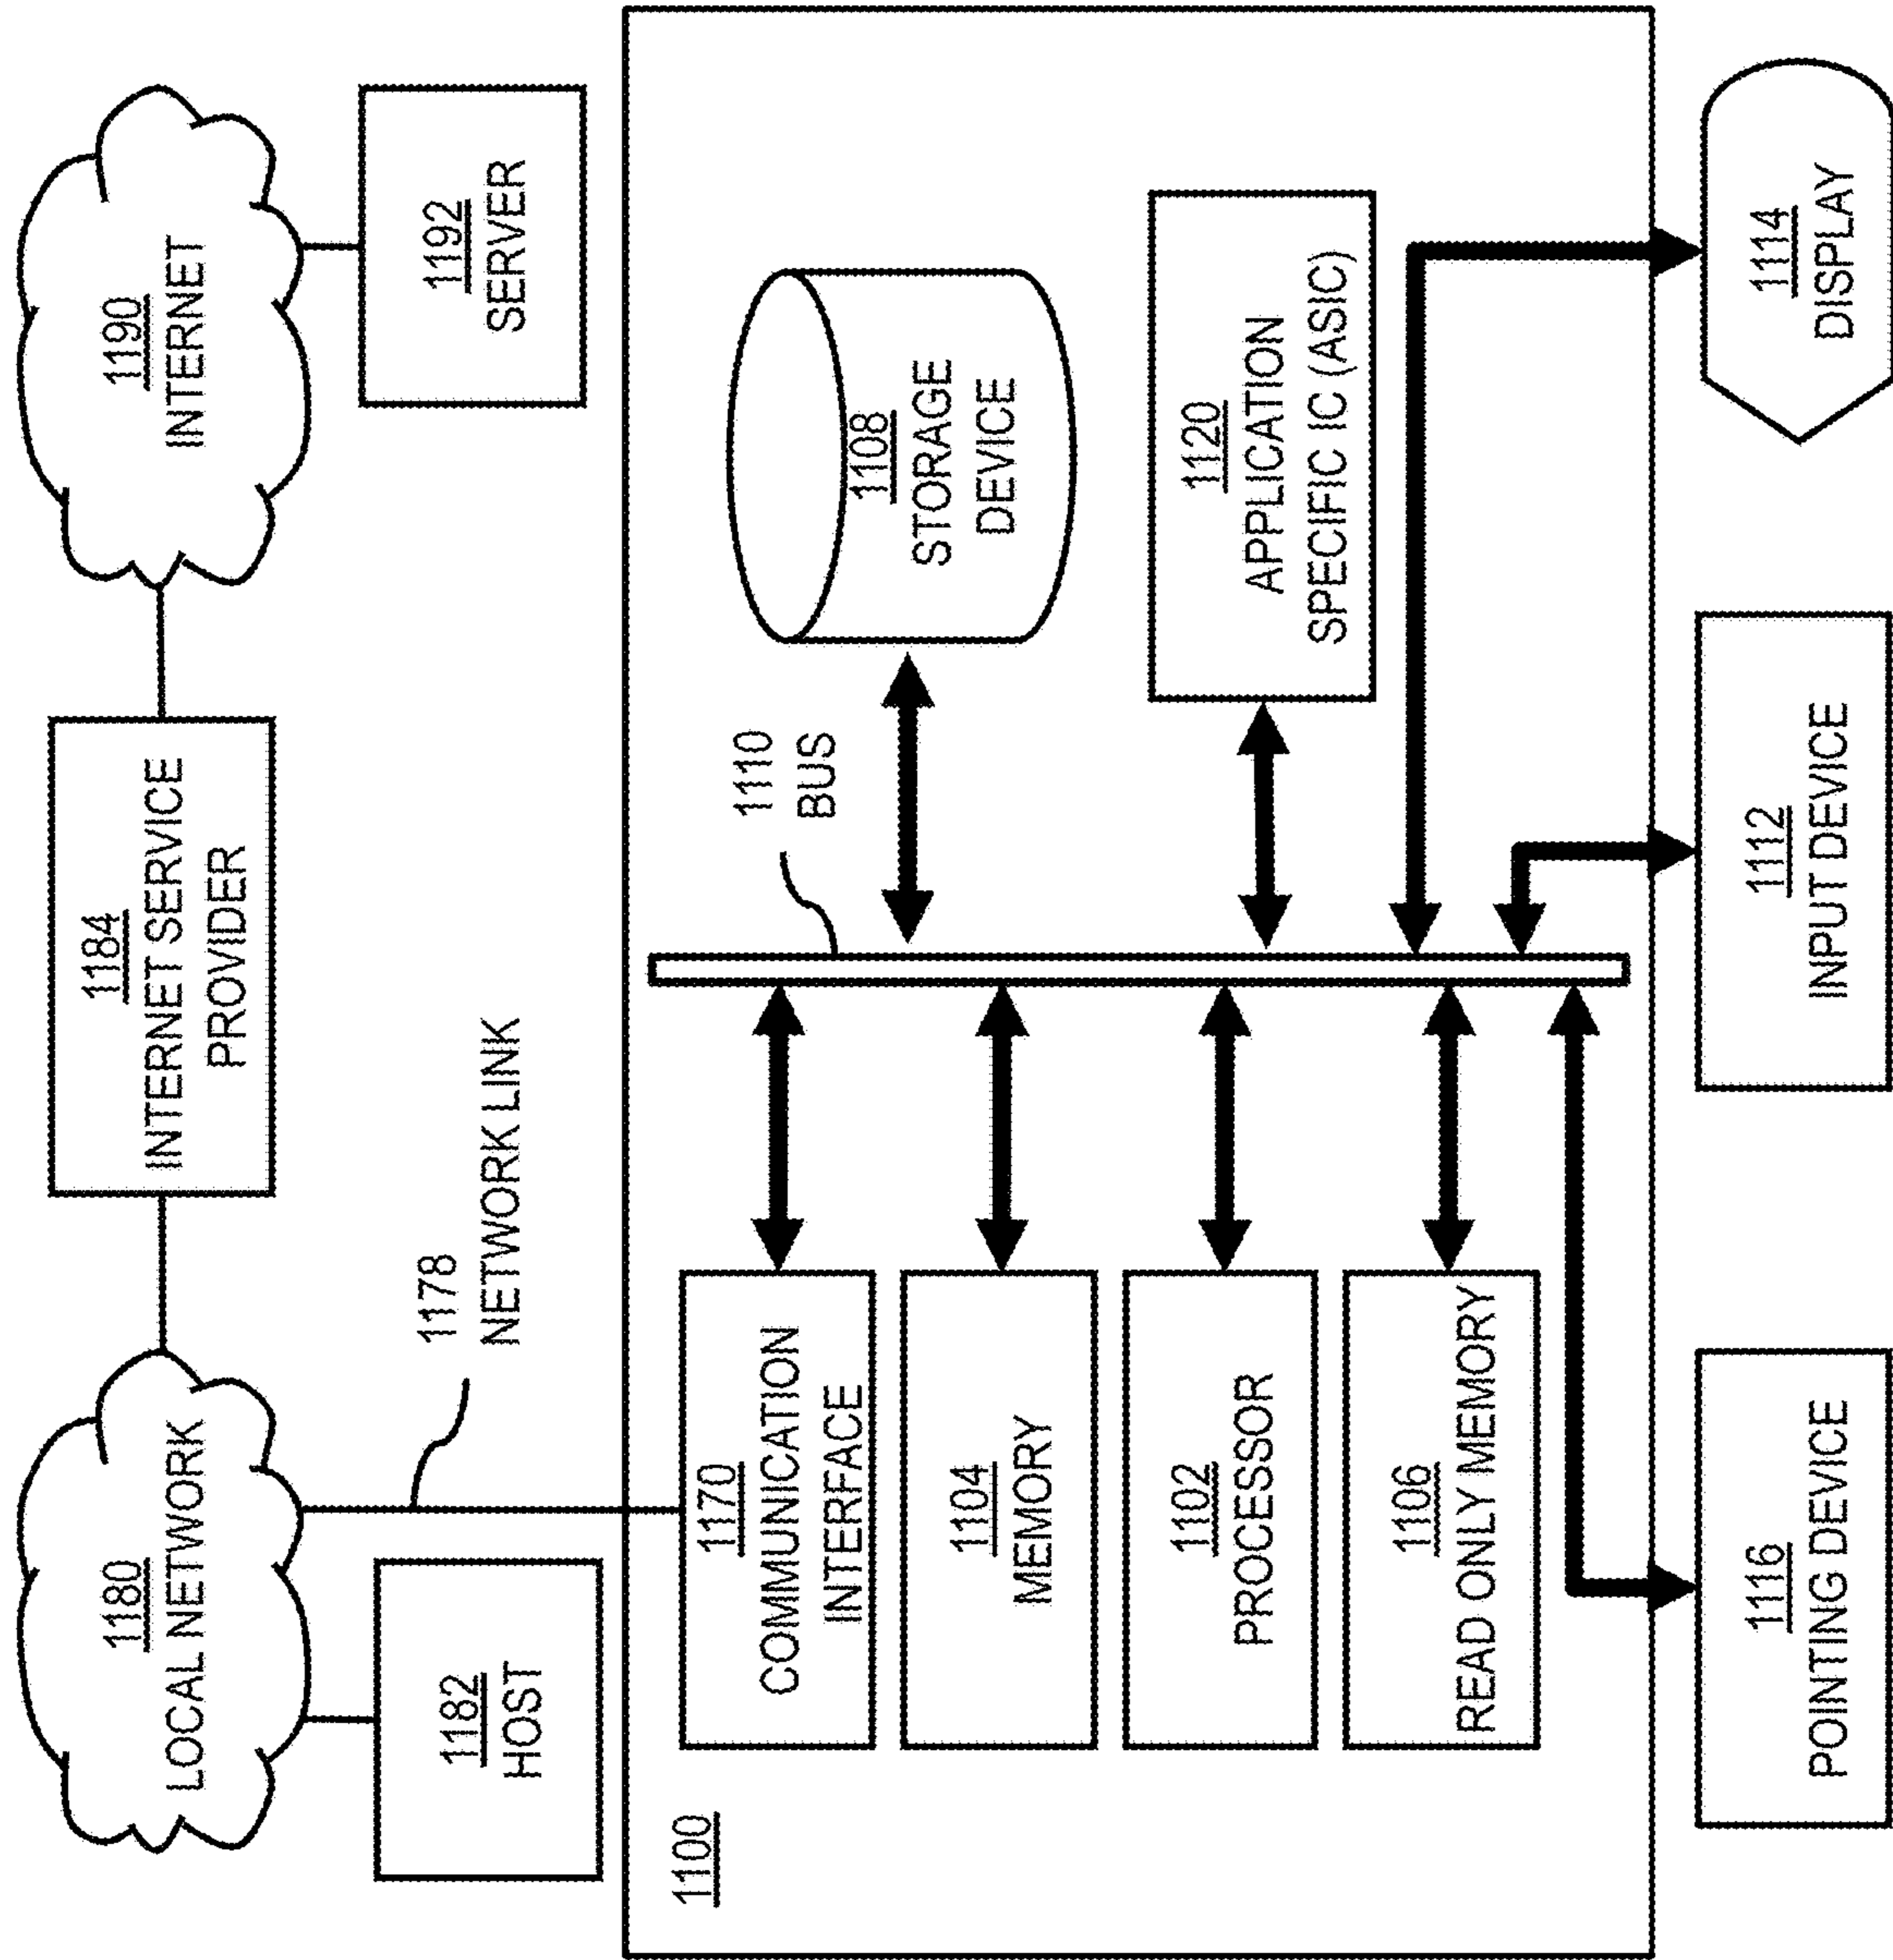 1180
LOCAL NETWORK
1184
INTERNET SERVICE
PROVIDER
1190
INTERNET
1182
HOST
1178
NETWORK LINK
1192
SERVER
1100
1170
COMMUNICATION
INTERFACE
1110
BUS
1108
STORAGE
DEVICE
1104
MEMORY
1102
PROCESSOR
1120
APPLICATION
SPECIFIC IC (ASIC)
1106
READ ONLY MEMORY
1116
POINTING DEVICE
1112
INPUT DEVICE
1114
DISPLAY